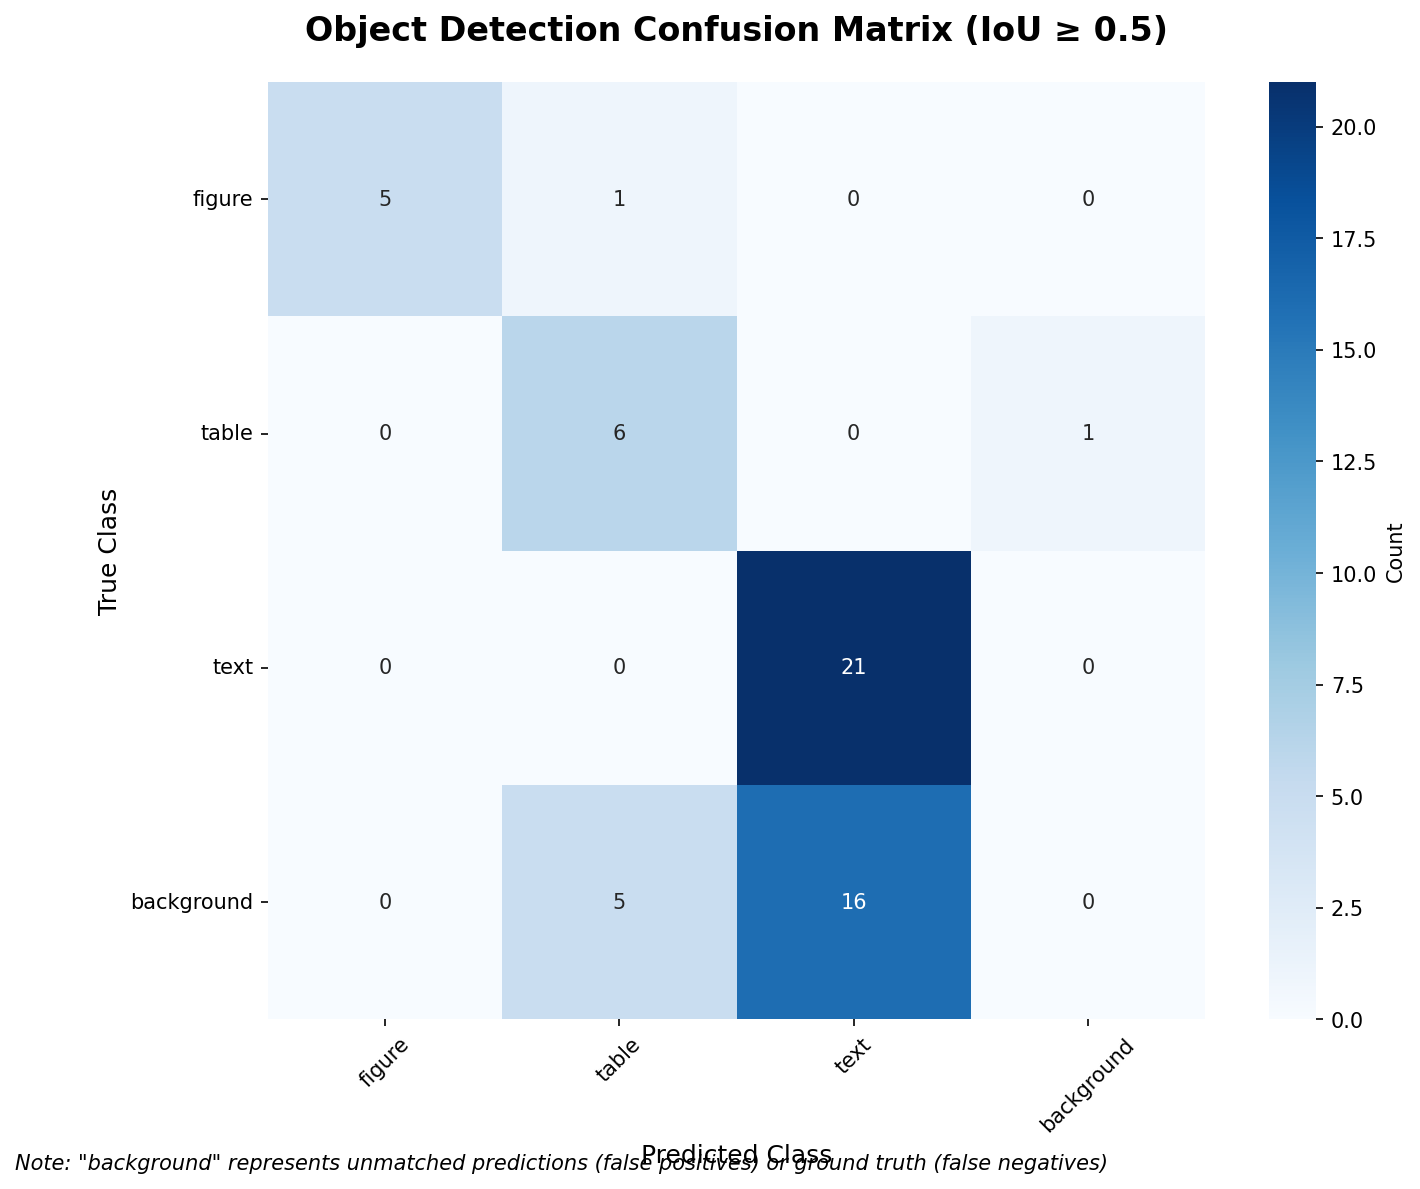 Object Detection Confusion Matrix (IoU ≥ 0.5)
figure
5
1
0
0
table
0
6
0
1
text
0
0
21
0
background
0
5
16
0
True Class
figure
table
text
background
Predicted Class
20.0
17.5
15.0
12.5
10.0
7.5
5.0
2.5
0.0
Count
Note: "background" represents unmatched predictions (false positives) or ground truth (false negatives)